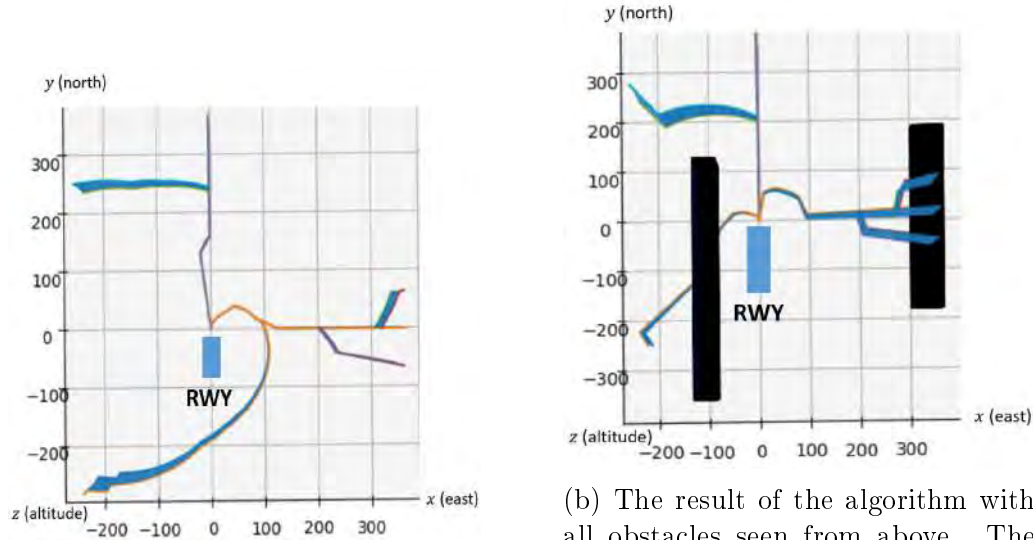 y (north)
300
200
100
0
-100
-200
RWY
z (altitude)
-200 -100 0 100 200 300
x (east)
y (north)
300
200
100
0
-100
-200
-300
RWY
z (altitude)
-200 -100 0 100 200 300
x (east)
(b) The result of the algorithm with
all obstacles seen from above. The